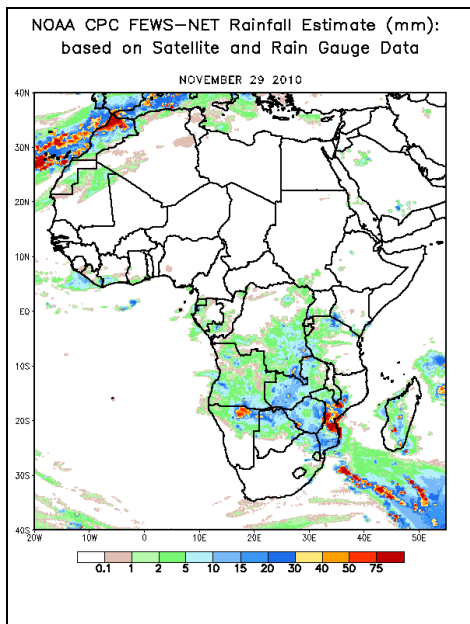 NOAA CPC FEWS-NET Rainfall Estimate (mm):
based on Satellite and Rain Gauge Data
NOVEMBER 29 2010
40N
30N
20N
10N
EQ
10S
20S
30S
40S
20W 10W 0 10E 20E 30E 40E 50E
0.1 1 2 5 10 15 20 30 40 50 75